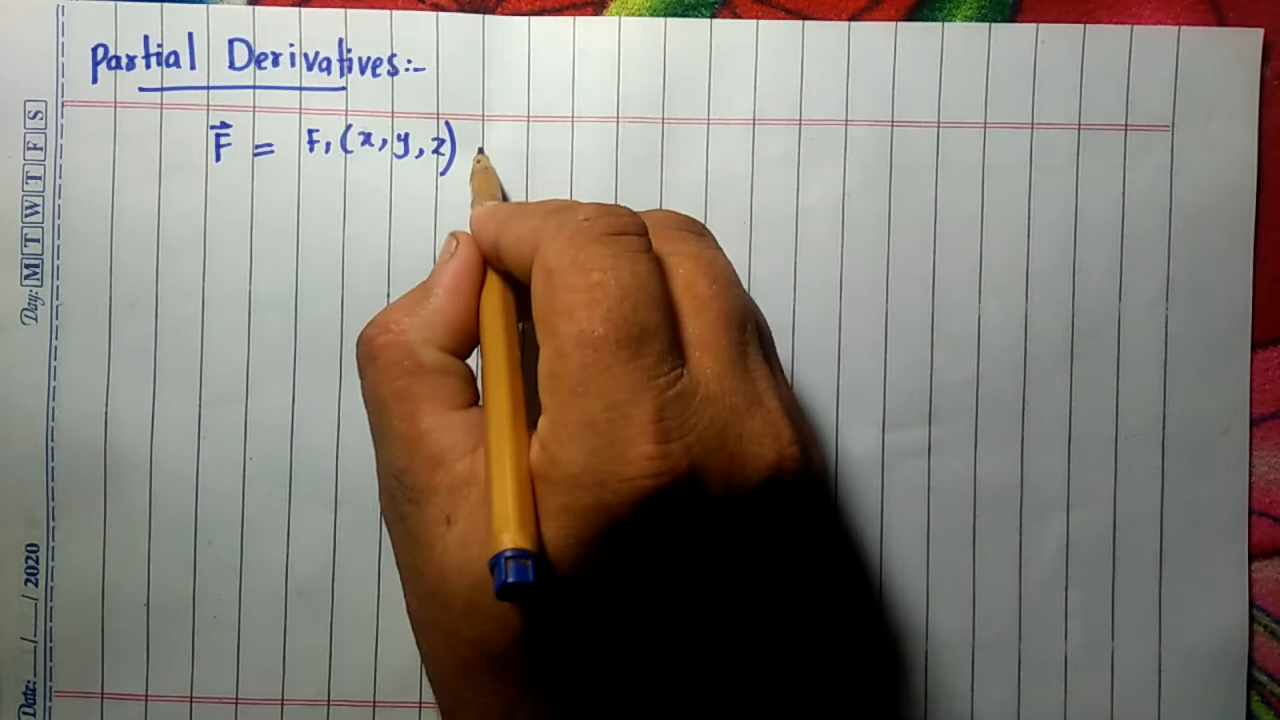 Partial Derivatives:-
F⃗ = F₁(x,y,z)
Day: M T W T F S
Date: __/__/2020